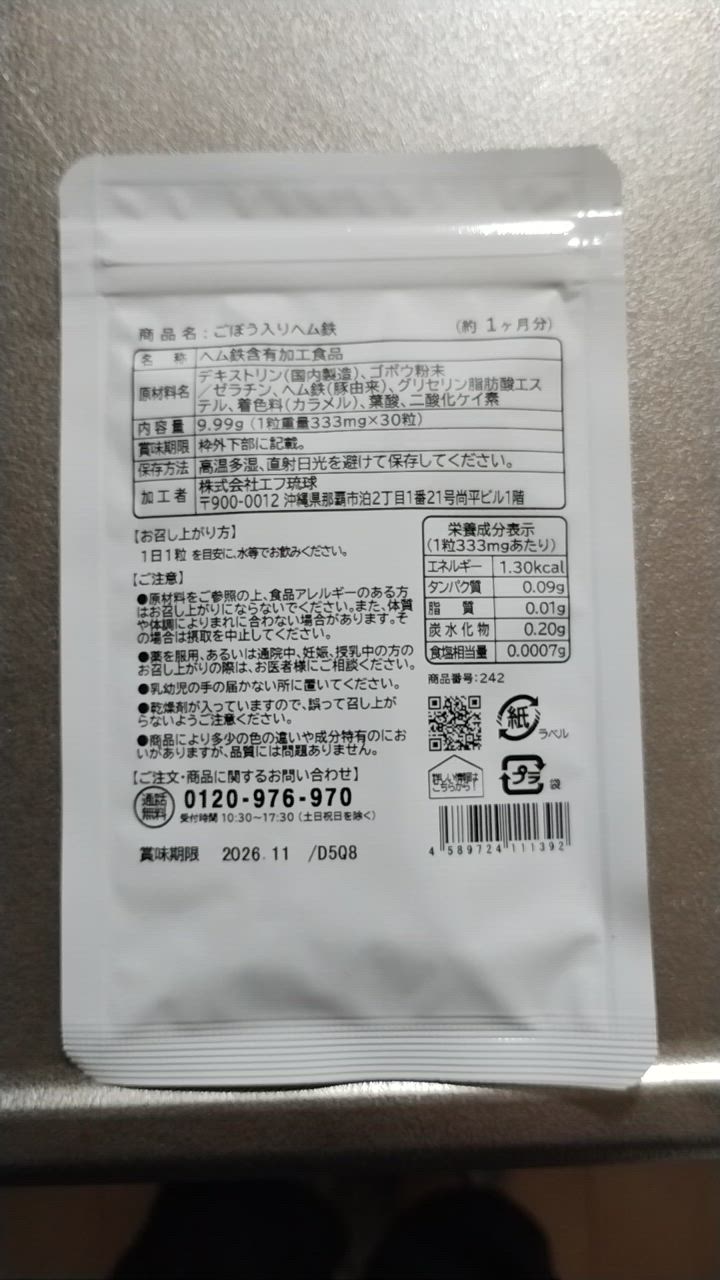 商品名：ごぼう入りヘム鉄 （約１ヶ月分）
名　称 ヘム鉄含有加工食品
原材料名 デキストリン(国内製造)、ゴボウ粉末
／ゼラチン、ヘム鉄(豚由来)、グリセリン脂肪酸エス
テル、着色料(カラメル)、葉酸、二酸化ケイ素
内容量 9.99g（1粒重量333mg×30粒）
賞味期限 枠外下部に記載。
保存方法 高温多湿、直射日光を避けて保存してください。
加工者 株式会社エフ琉球
〒900-0012 沖縄県那覇市泊2丁目1番21号尚平ビル1階
【お召し上がり方】
1日1粒 を目安に、水等でお飲みください。
【ご注意】
●原材料をご参照の上、食品アレルギーのある方
はお召し上がりにならないでください。また、体質
や体調によりまれに合わない場合があります。そ
の場合は摂取を中止してください。
●薬を服用、あるいは通院中、妊娠、授乳中の方の
お召し上がりの際は、お医者様にご相談ください。
●乳幼児の手の届かない所に置いてください。
●乾燥剤が入っていますので、誤って召し上が
らないようご注意ください。
●商品により多少の色の違いや成分特有のにお
いがありますが、品質には問題ありません。
【ご注文・商品に関するお問い合わせ】
通話無料 0120-976-970
受付時間 10:30～17:30（土日祝日を除く）
賞味期限 2026.11 /D5Q8
栄養成分表示
（1粒333mgあたり）
エネルギー 1.30kcal
タンパク質 0.09g
脂　質 0.01g
炭水化物 0.20g
食塩相当量 0.0007g
商品番号:242
紙 ラベル
詳しい情報は
こちらから！
プラ 袋
4 589724 111392